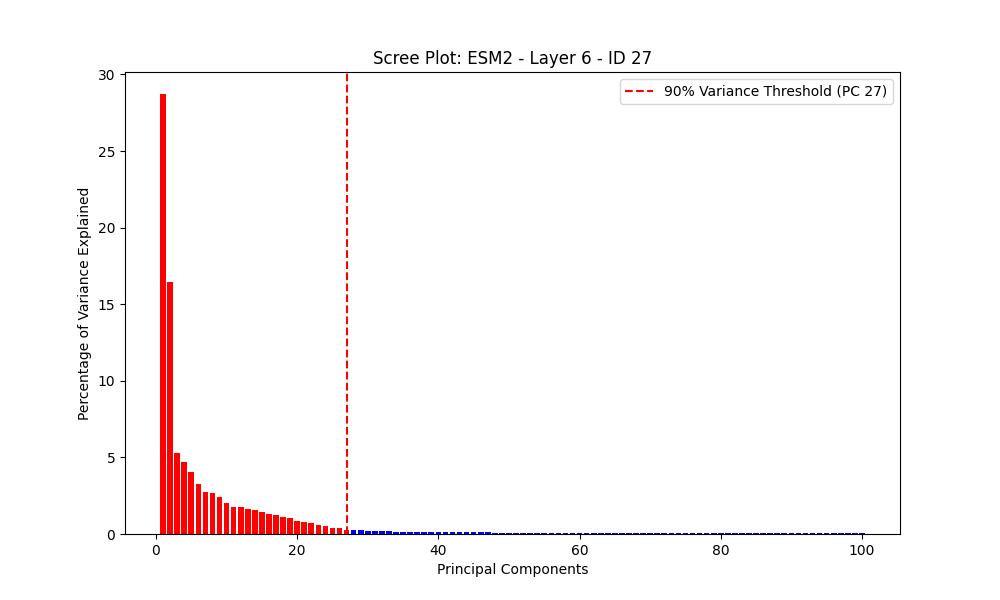 Scree Plot: ESM2 - Layer 6 - ID 27
90% Variance Threshold (PC 27)
Percentage of Variance Explained
30
25
20
15
10
5
0
0 20 40 60 80 100
Principal Components